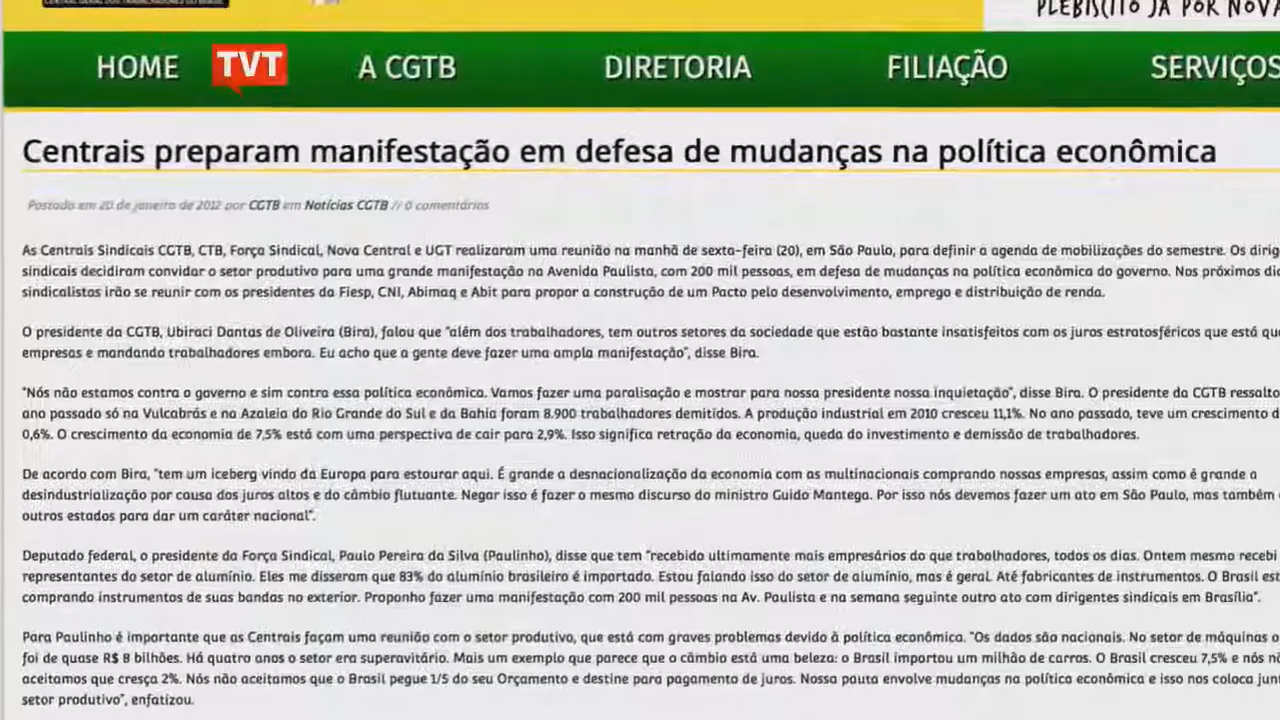 CENTRAL GERAL DOS TRABALHADORES DO BRASIL
PLEBISCITO JÁ POR NOVA
HOME TVT A CGTB DIRETORIA FILIAÇÃO SERVIÇOS
Centrais preparam manifestação em defesa de mudanças na política econômica
Postado em 20 de janeiro de 2012 por CGTB em Notícias CGTB // 0 comentários
As Centrais Sindicais CGTB, CTB, Força Sindical, Nova Central e UGT realizaram uma reunião na manhã de sexta-feira (20), em São Paulo, para definir a agenda de mobilizações do semestre. Os dirig
sindicais decidiram convidar o setor produtivo para uma grande manifestação na Avenida Paulista, com 200 mil pessoas, em defesa de mudanças na política econômica do governo. Nos próximos di
sindicalistas irão se reunir com os presidentes da Fiesp, CNI, Abimaq e Abit para propor a construção de um Pacto pelo desenvolvimento, emprego e distribuição de renda.
O presidente da CGTB, Ubiraci Dantas de Oliveira (Bira), falou que "além dos trabalhadores, tem outros setores da sociedade que estão bastante insatisfeitos com os juros estratosféricos que está qu
empresas e mandando trabalhadores embora. Eu acho que a gente deve fazer uma ampla manifestação", disse Bira.
"Nós não estamos contra o governo e sim contra essa política econômica. Vamos fazer uma paralisação e mostrar para nossa presidente nossa inquietação", disse Bira. O presidente da CGTB ressalto
ano passado só na Vulcabrás e na Azaleia do Rio Grande do Sul e da Bahia foram 8.900 trabalhadores demitidos. A produção industrial em 2010 cresceu 11,1%. No ano passado, teve um crescimento d
0,6%. O crescimento da economia de 7,5% está com uma perspectiva de cair para 2,9%. Isso significa retração da economia, queda do investimento e demissão de trabalhadores.
De acordo com Bira, "tem um iceberg vindo da Europa para estourar aqui. É grande a desnacionalização da economia com as multinacionais comprando nossas empresas, assim como é grande a
desindustrialização por causa dos juros altos e do câmbio flutuante. Negar isso é fazer o mesmo discurso do ministro Guido Mantega. Por isso nós devemos fazer um ato em São Paulo, mas também
outros estados para dar um caráter nacional".
Deputado federal, o presidente da Força Sindical, Paulo Pereira da Silva (Paulinho), disse que tem "recebido ultimamente mais empresários do que trabalhadores, todos os dias. Ontem mesmo recebi
representantes do setor de alumínio. Eles me disseram que 83% do alumínio brasileiro é importado. Estou falando isso do setor de alumínio, mas é geral. Até fabricantes de instrumentos. O Brasil est
comprando instrumentos de suas bandas no exterior. Proponho fazer uma manifestação com 200 mil pessoas na Av. Paulista e na semana seguinte outro ato com dirigentes sindicais em Brasília".
Para Paulinho é importante que as Centrais façam uma reunião com o setor produtivo, que está com graves problemas devido à política econômica. "Os dados são nacionais. No setor de máquinas o
foi de quase R$ 8 bilhões. Há quatro anos o setor era superavitário. Mais um exemplo que parece que o câmbio está uma beleza: o Brasil importou um milhão de carros. O Brasil cresceu 7,5% e nós nã
aceitamos que cresça 2%. Nós não aceitamos que o Brasil pegue 1/5 do seu Orçamento e destine para pagamento de juros. Nossa pauta envolve mudanças na política econômica e isso nos coloca jun
setor produtivo", enfatizou.